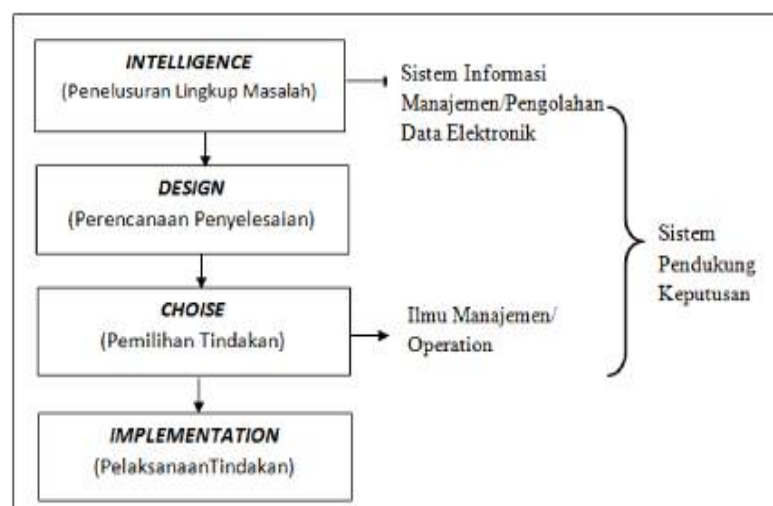 INTELLIGENCE
(Penelusuran Lingkup Masalah)
Sistem Informasi
Manajemen/Pengolahan
Data Elektronik
DESIGN
(Perencanaan Penyelesaian)
Sistem
Pendukung
Keputusan
CHOISE
(Pemilihan Tindakan)
Ilmu Manajemen/
Operation
IMPLEMENTATION
(PelaksanaanTindakan)